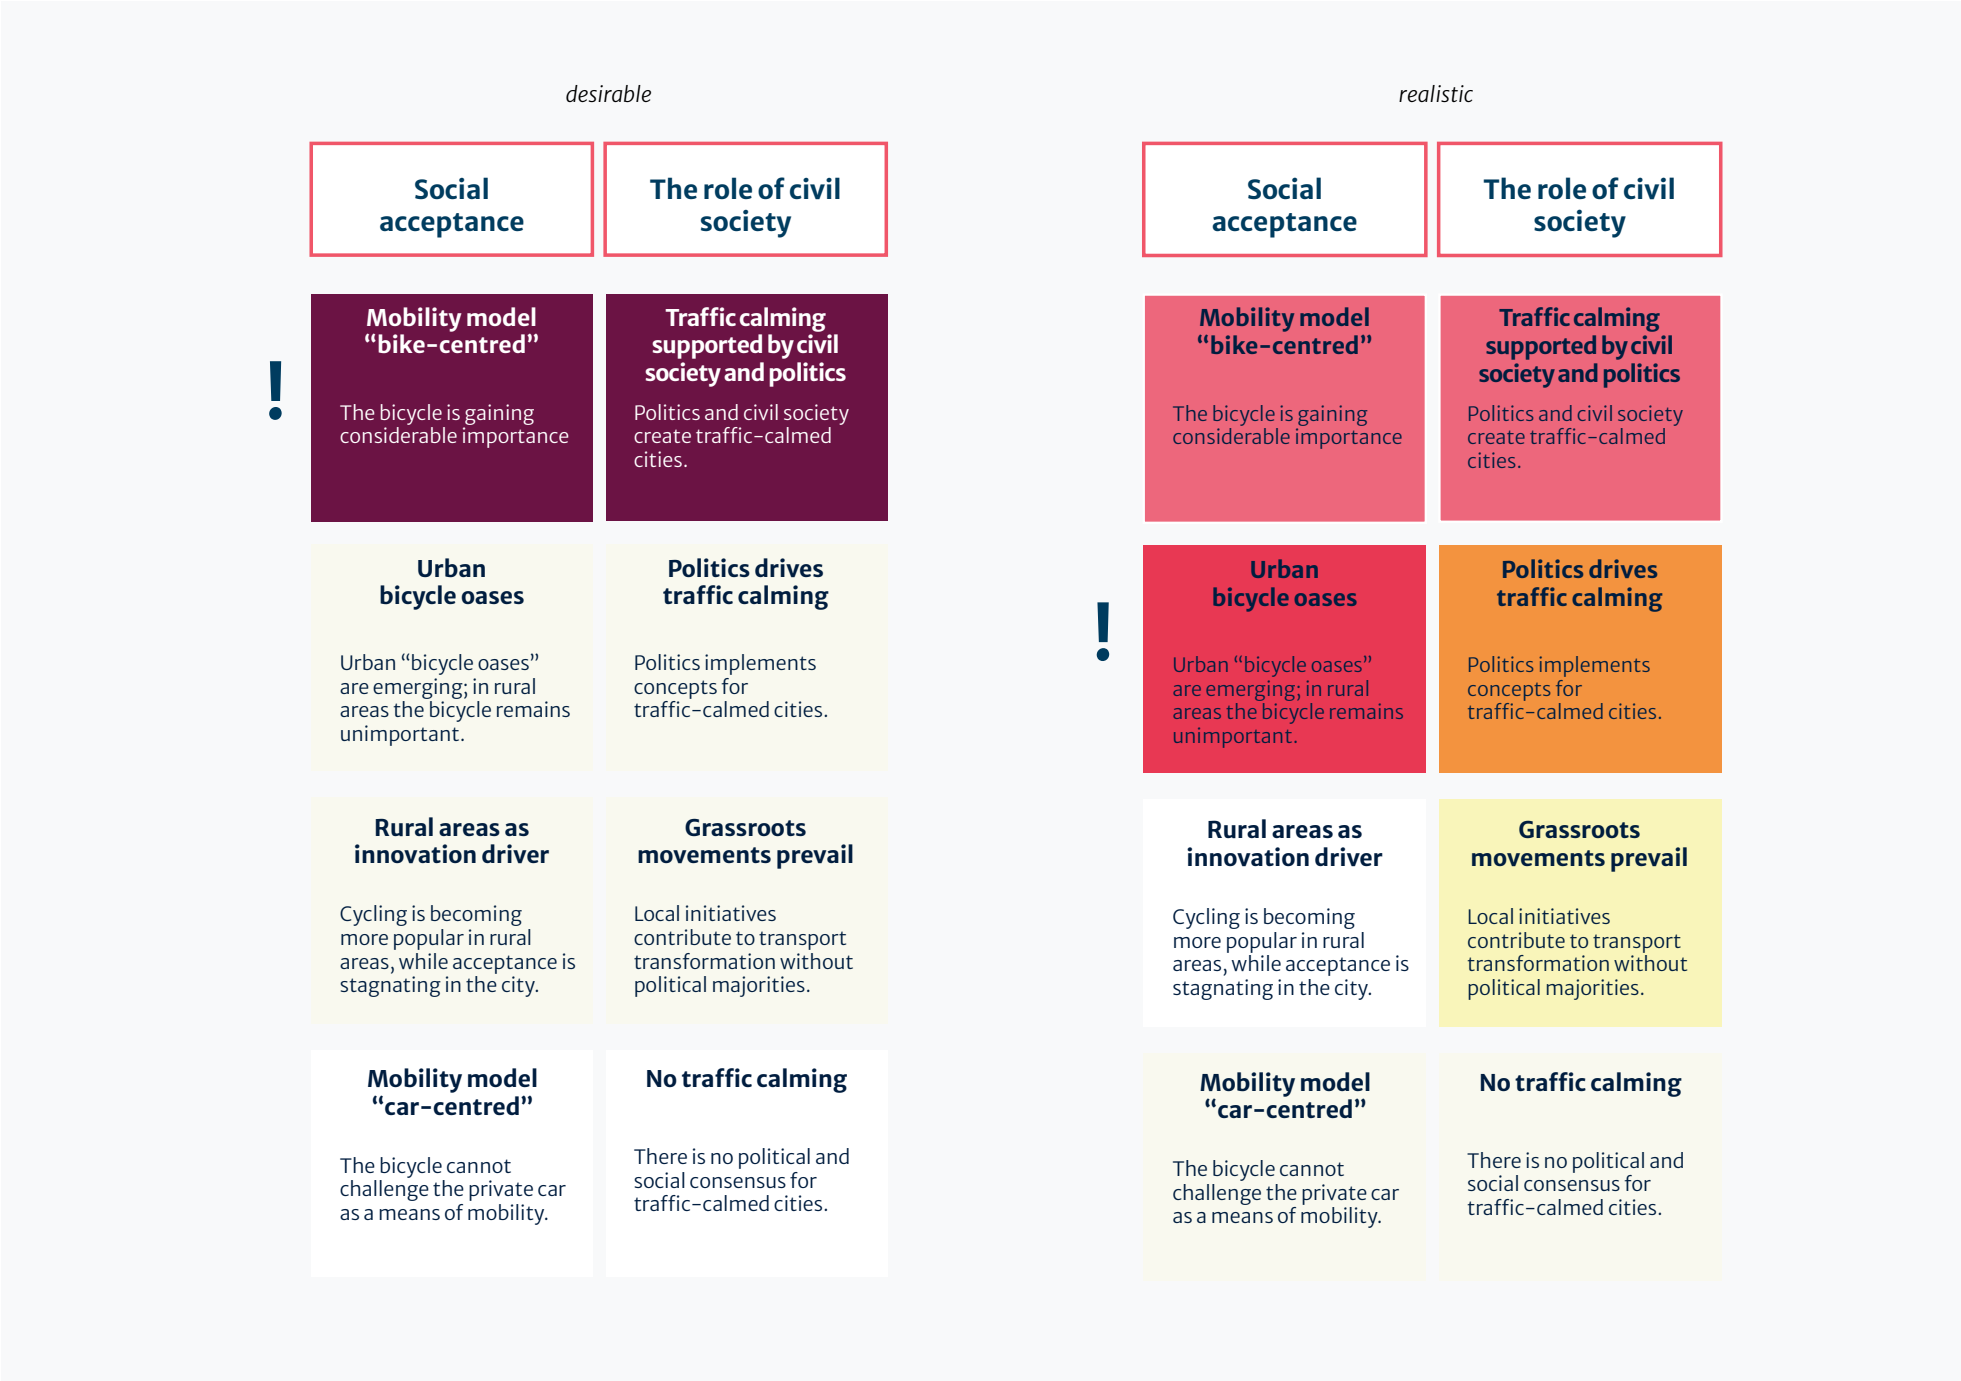 desirable
Social
acceptance
The role of civil
society
!
Mobility model
“bike-centred”
The bicycle is gaining
considerable importance
Traffic calming
supported by civil
society and politics
Politics and civil society
create traffic-calmed
cities.
Urban
bicycle oases
Urban “bicycle oases”
are emerging; in rural
areas the bicycle remains
unimportant.
Politics drives
traffic calming
Politics implements
concepts for
traffic-calmed cities.
Rural areas as
innovation driver
Cycling is becoming
more popular in rural
areas, while acceptance is
stagnating in the city.
Grassroots
movements prevail
Local initiatives
contribute to transport
transformation without
political majorities.
Mobility model
“car-centred”
The bicycle cannot
challenge the private car
as a means of mobility.
No traffic calming
There is no political and
social consensus for
traffic-calmed cities.
realistic
Social
acceptance
The role of civil
society
Mobility model
“bike-centred”
The bicycle is gaining
considerable importance
Traffic calming
supported by civil
society and politics
Politics and civil society
create traffic-calmed
cities.
!
Urban
bicycle oases
Urban “bicycle oases”
are emerging; in rural
areas the bicycle remains
unimportant.
Politics drives
traffic calming
Politics implements
concepts for
traffic-calmed cities.
Rural areas as
innovation driver
Cycling is becoming
more popular in rural
areas, while acceptance is
stagnating in the city.
Grassroots
movements prevail
Local initiatives
contribute to transport
transformation without
political majorities.
Mobility model
“car-centred”
The bicycle cannot
challenge the private car
as a means of mobility.
No traffic calming
There is no political and
social consensus for
traffic-calmed cities.